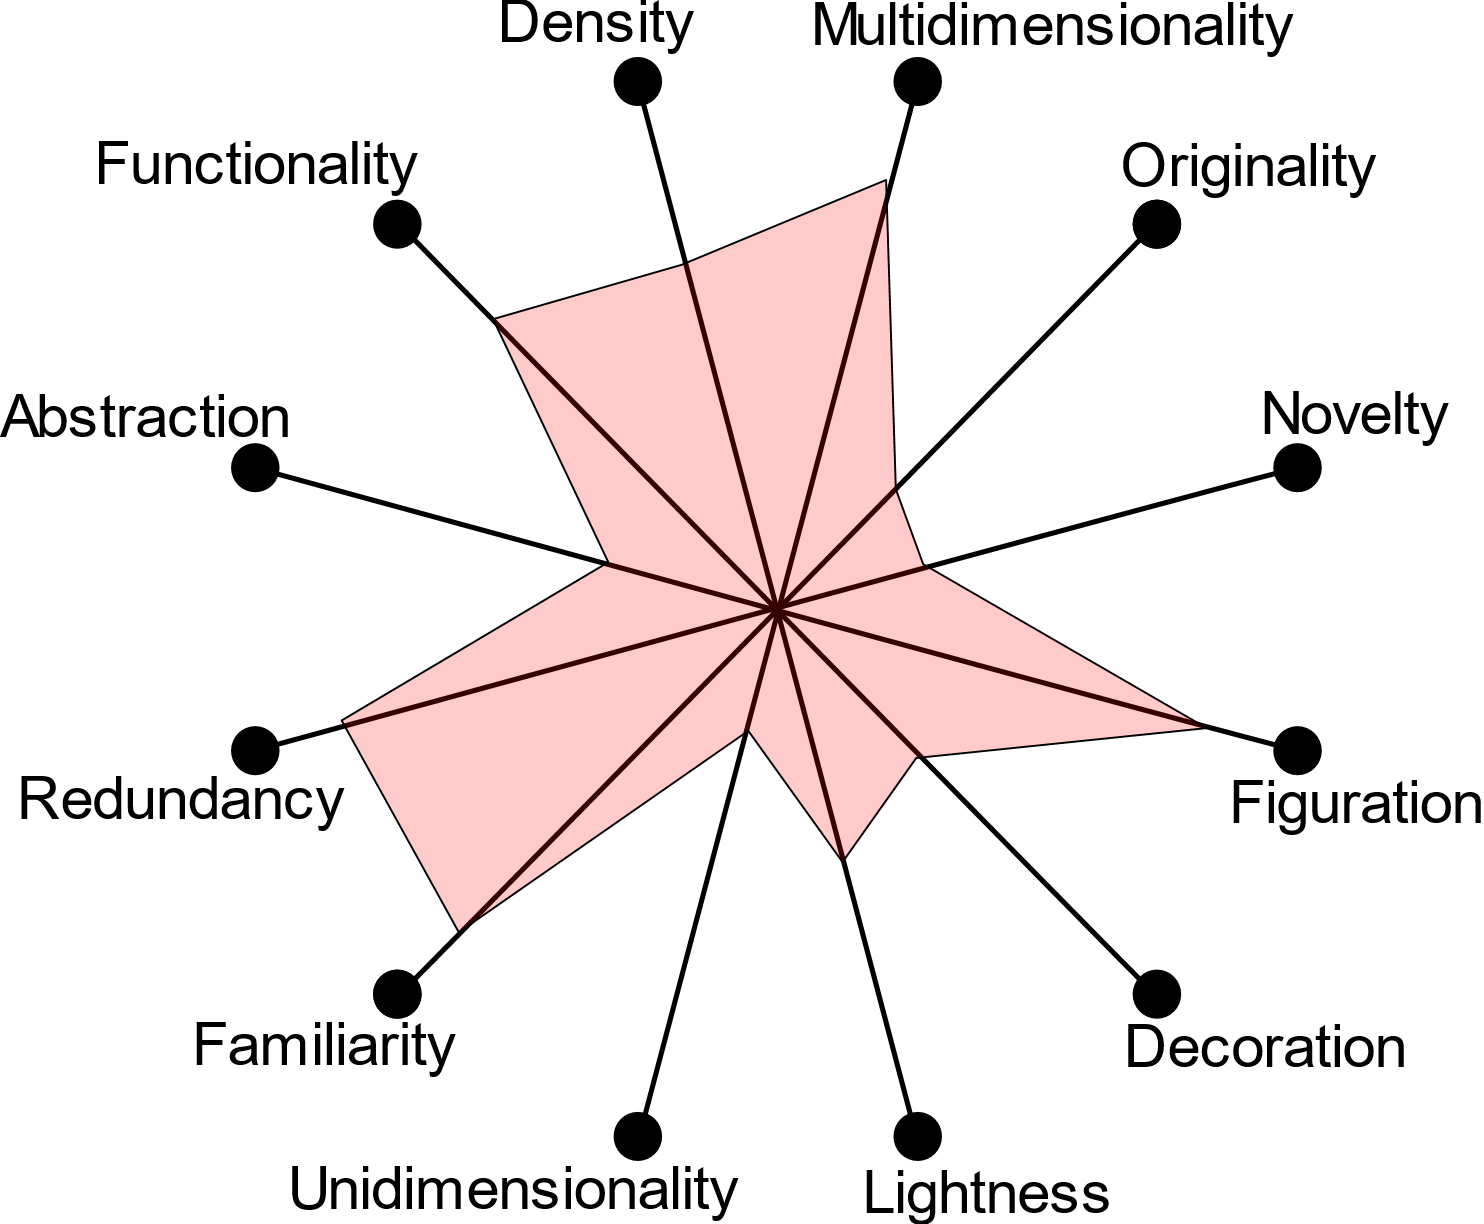 Density
Multidimensionality
Functionality
Originality
Abstraction
Novelty
Redundancy
Figuration
Familiarity
Decoration
Unidimensionality
Lightness